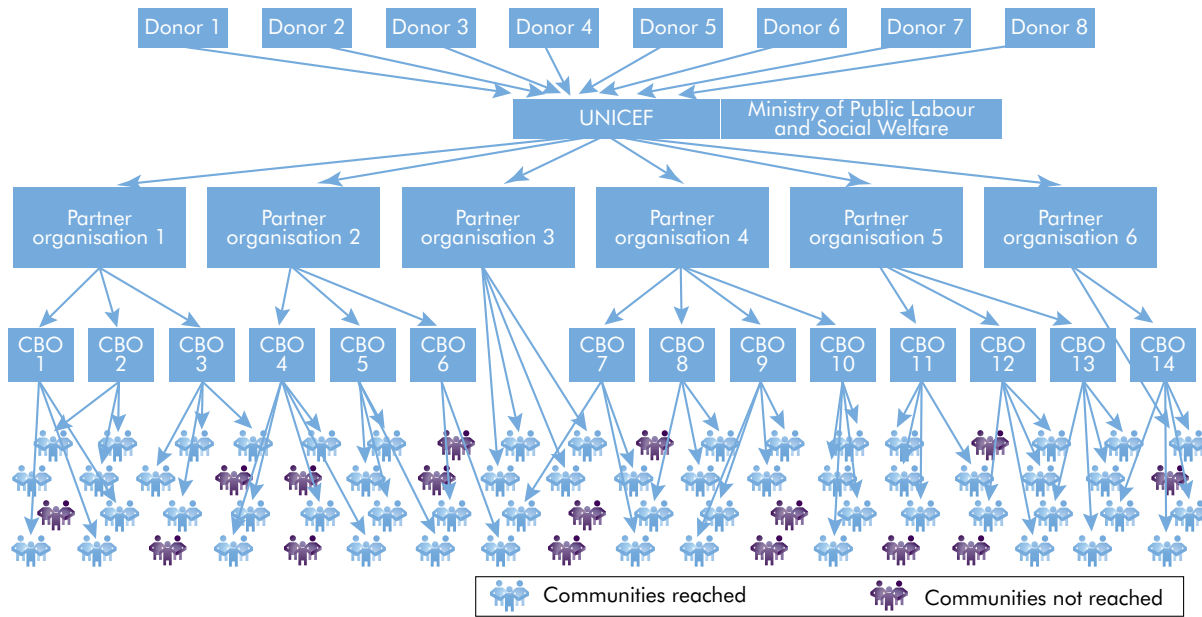 Donor 1
Donor 2
Donor 3
Donor 4
Donor 5
Donor 6
Donor 7
Donor 8
UNICEF
Ministry of Public Labour
and Social Welfare
Partner
organisation 1
Partner
organisation 2
Partner
organisation 3
Partner
organisation 4
Partner
organisation 5
Partner
organisation 6
CBO
1
CBO
2
CBO
3
CBO
4
CBO
5
CBO
6
CBO
7
CBO
8
CBO
9
CBO
10
CBO
11
CBO
12
CBO
13
CBO
14
Communities reached
Communities not reached